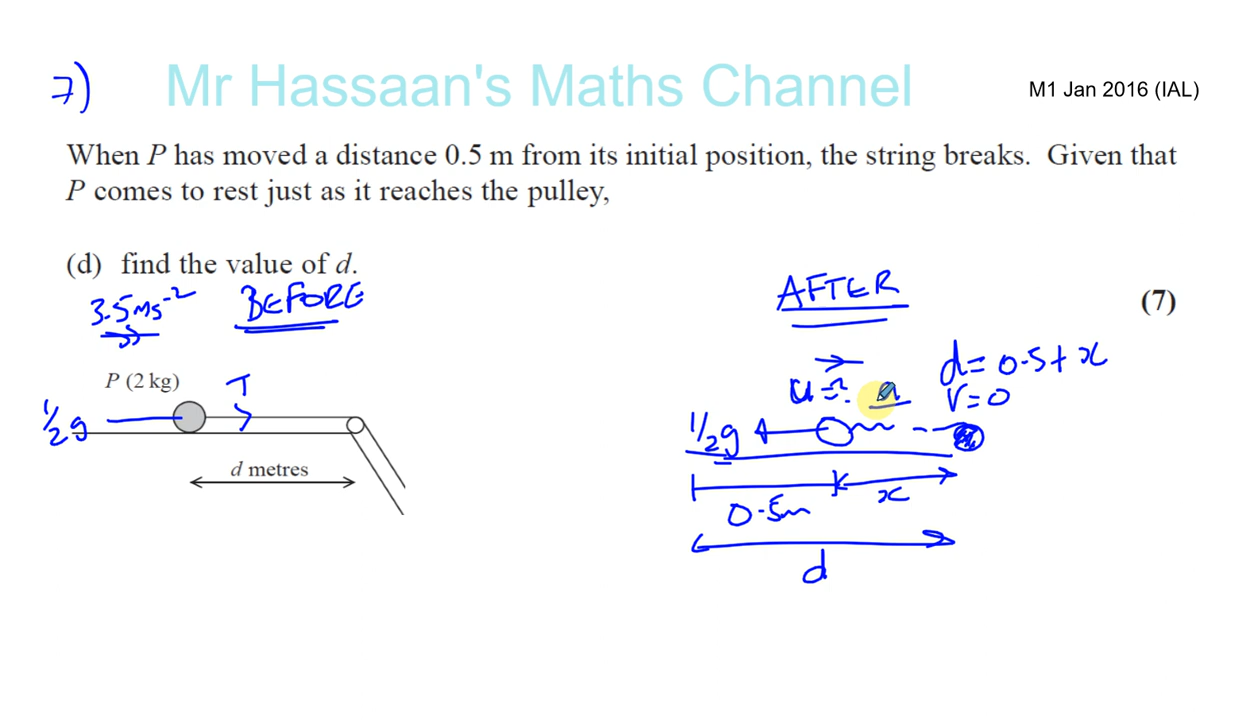 7)
Mr Hassaan's Maths Channel
M1 Jan 2016 (IAL)
When P has moved a distance 0.5 m from its initial position, the string breaks. Given that
P comes to rest just as it reaches the pulley,
(d) find the value of d.
(7)
3.5ms⁻²
BEFORE
AFTER
P (2 kg)
T
1/2g
d metres
d = 0.5 + x
u = ?
a
v = 0
1/2g
0.5m
x
d